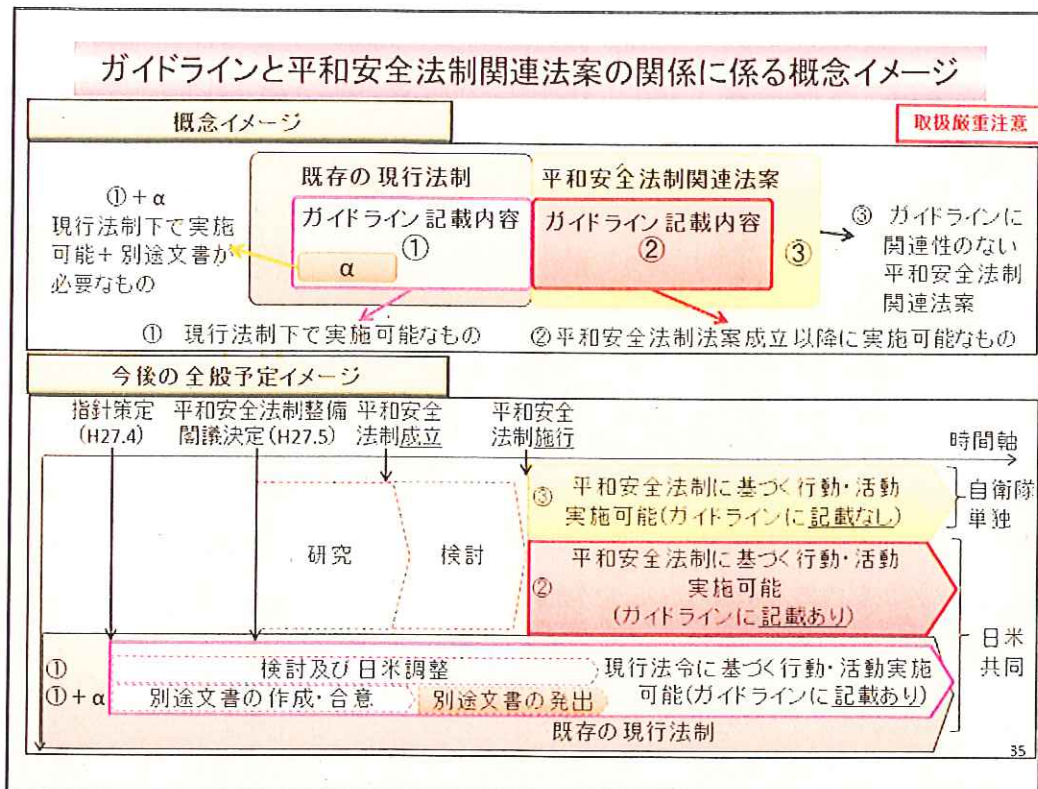 ガイドラインと平和安全法制関連法案の関係に係る概念イメージ
概念イメージ
取扱厳重注意
①+α
現行法制下で実施
可能+別途文書が
必要なもの
既存の現行法制
ガイドライン記載内容
①
α
平和安全法制関連法案
ガイドライン記載内容
②
③
③ ガイドラインに
関連性のない
平和安全法制
関連法案
① 現行法制下で実施可能なもの
②平和安全法制法案成立以降に実施可能なもの
今後の全般予定イメージ
指針策定
(H27.4)
平和安全法制整備
閣議決定(H27.5)
平和安全
法制成立
平和安全
法制施行
時間軸
研究
検討
③
平和安全法制に基づく行動・活動
実施可能(ガイドラインに記載なし)
自衛隊
単独
②
平和安全法制に基づく行動・活動
実施可能
(ガイドラインに記載あり)
日米
共同
①
①+α
検討及び日米調整
別途文書の作成・合意
別途文書の発出
現行法令に基づく行動・活動実施
可能(ガイドラインに記載あり)
既存の現行法制
35